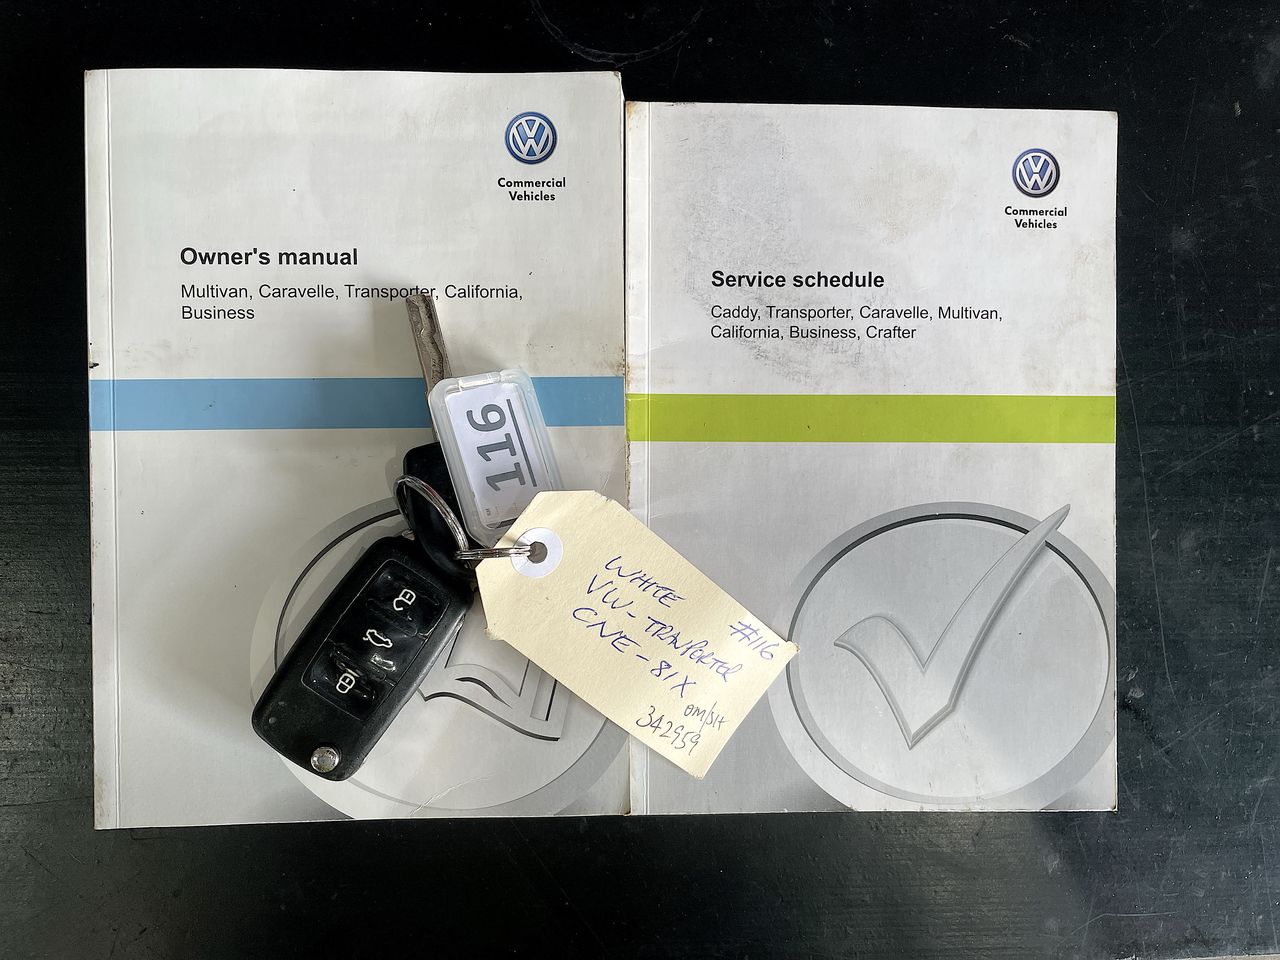 Commercial
Vehicles
Owner's manual
Multivan, Caravelle, Transporter, California,
Business
Commercial
Vehicles
Service schedule
Caddy, Transporter, Caravelle, Multivan,
California, Business, Crafter
116
#116
WHITE
VW-TRANPORTER
CNE-81X
342959